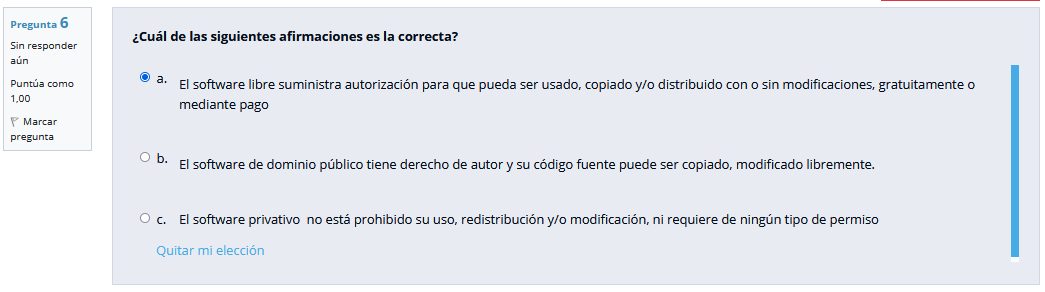 Pregunta 6
Sin responder
aún
Puntúa como
1,00
Marcar
pregunta
¿Cuál de las siguientes afirmaciones es la correcta?
a. El software libre suministra autorización para que pueda ser usado, copiado y/o distribuido con o sin modificaciones, gratuitamente o
mediante pago
b. El software de dominio público tiene derecho de autor y su código fuente puede ser copiado, modificado libremente.
c. El software privativo no está prohibido su uso, redistribución y/o modificación, ni requiere de ningún tipo de permiso
Quitar mi elección